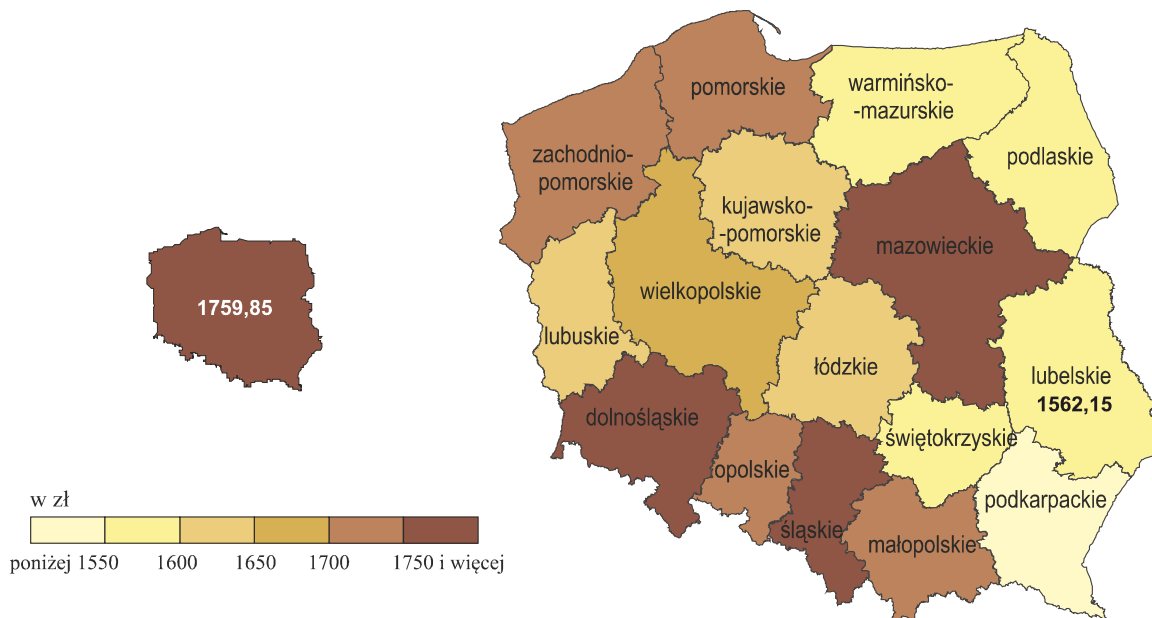 pomorskie
warmińsko-
-mazurskie
podlaskie
zachodnio-
pomorskie
kujawsko-
-pomorskie
mazowieckie
1759,85
wielkopolskie
lubuskie
łódzkie
lubelskie
1562,15
dolnośląskie
świętokrzyskie
opolskie
podkarpackie
śląskie
małopolskie
w zł
poniżej 1550 1600 1650 1700 1750 i więcej